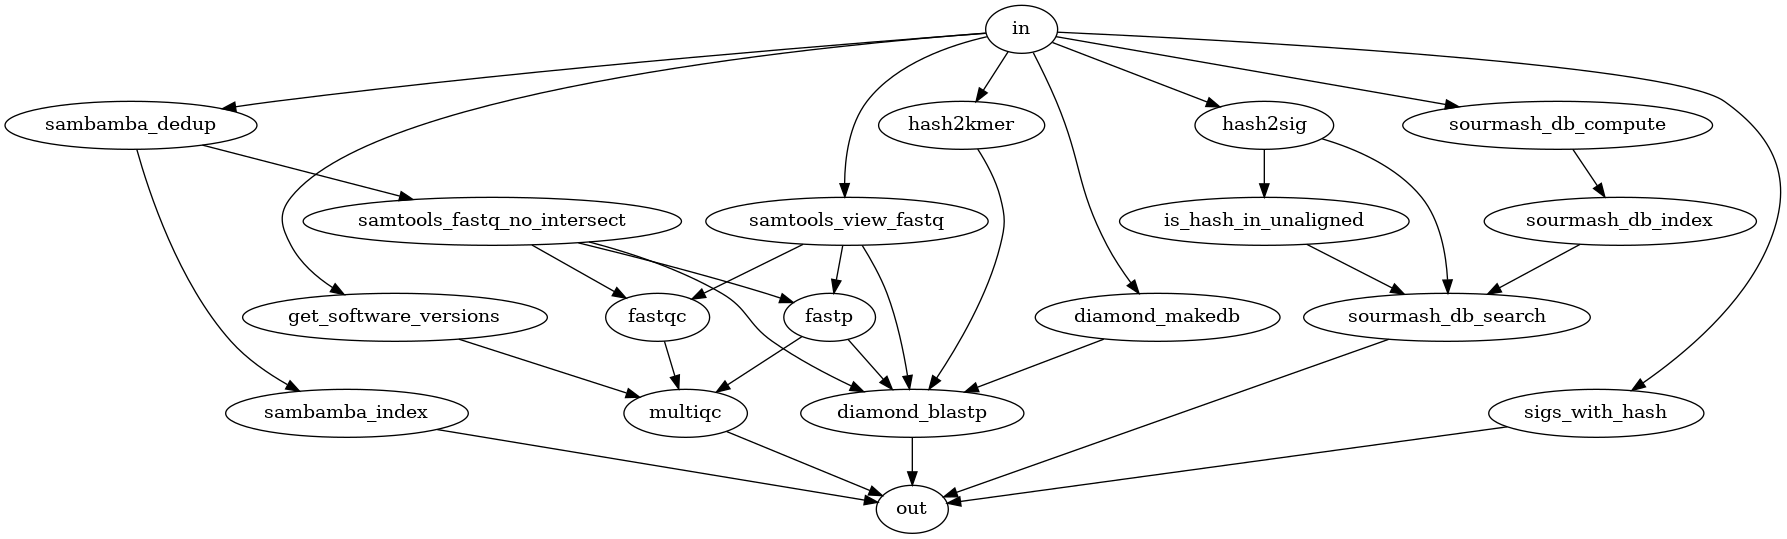 in
sambamba_dedup
hash2kmer
hash2sig
sourmash_db_compute
samtools_fastq_no_intersect
samtools_view_fastq
is_hash_in_unaligned
sourmash_db_index
get_software_versions
fastqc
fastp
diamond_makedb
sourmash_db_search
sambamba_index
multiqc
diamond_blastp
sigs_with_hash
out